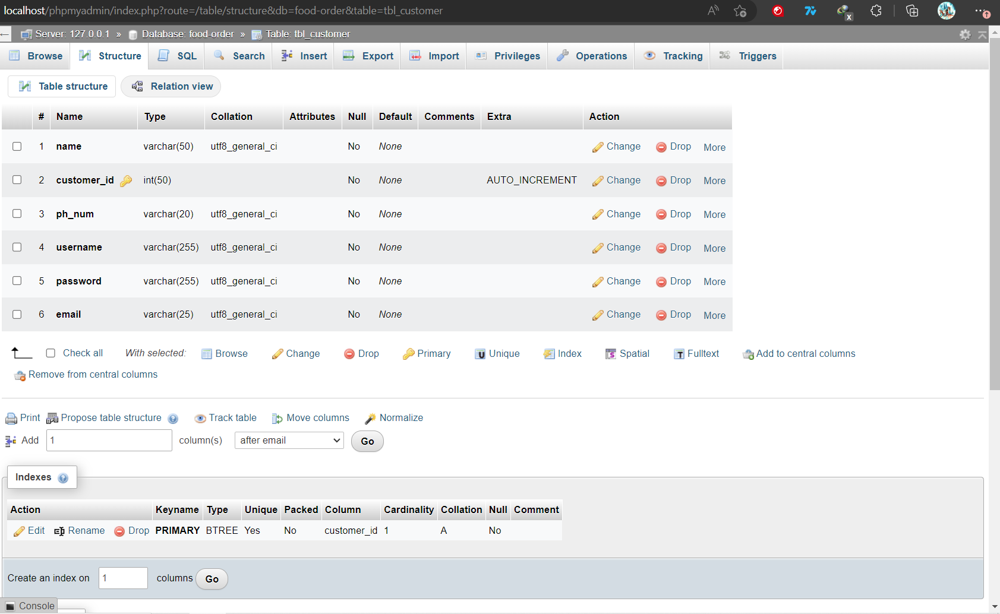 localhost/phpmyadmin/index.php?route=/table/structure&db=food-order&table=tbl_customer
Server: 127.0.0.1 » Database: food-order » Table: tbl_customer
Browse Structure SQL Search Insert Export Import Privileges Operations Tracking Triggers
Table structure Relation view
# Name Type Collation Attributes Null Default Comments Extra Action
1 name varchar(50) utf8_general_ci No None Change Drop More
2 customer_id int(50) No None AUTO_INCREMENT Change Drop More
3 ph_num varchar(20) utf8_general_ci No None Change Drop More
4 username varchar(255) utf8_general_ci No None Change Drop More
5 password varchar(255) utf8_general_ci No None Change Drop More
6 email varchar(25) utf8_general_ci No None Change Drop More
Check all With selected: Browse Change Drop Primary Unique Index Spatial Fulltext Add to central columns
Remove from central columns
Print Propose table structure Track table Move columns Normalize
Add 1 column(s) after email Go
Indexes
Action Keyname Type Unique Packed Column Cardinality Collation Null Comment
Edit Rename Drop PRIMARY BTREE Yes No customer_id 1 A No
Create an index on 1 columns Go
Console